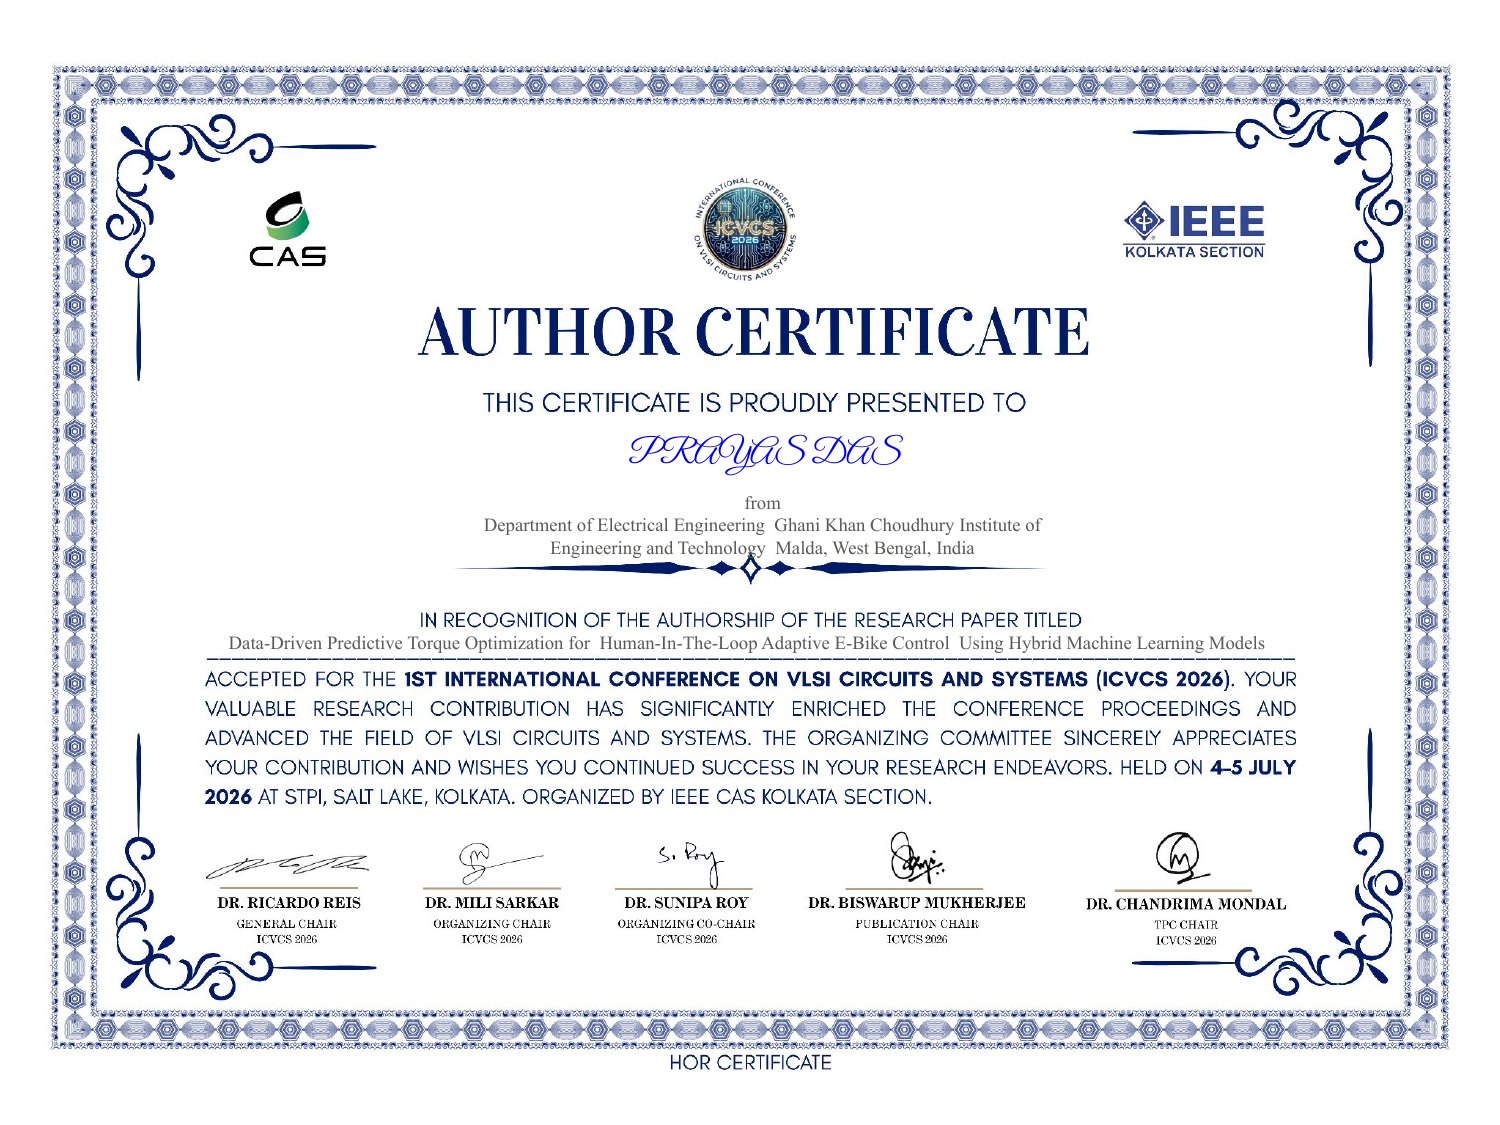 CAS
INTERNATIONAL CONFERENCE
ICVCS
2026
ON VLSI CIRCUITS AND SYSTEMS
IEEE
KOLKATA SECTION
AUTHOR CERTIFICATE
THIS CERTIFICATE IS PROUDLY PRESENTED TO
PRAYAS DAS
from
Department of Electrical Engineering Ghani Khan Choudhury Institute of
Engineering and Technology Malda, West Bengal, India
IN RECOGNITION OF THE AUTHORSHIP OF THE RESEARCH PAPER TITLED
Data-Driven Predictive Torque Optimization for Human-In-The-Loop Adaptive E-Bike Control Using Hybrid Machine Learning Models
ACCEPTED FOR THE 1ST INTERNATIONAL CONFERENCE ON VLSI CIRCUITS AND SYSTEMS (ICVCS 2026). YOUR
VALUABLE RESEARCH CONTRIBUTION HAS SIGNIFICANTLY ENRICHED THE CONFERENCE PROCEEDINGS AND
ADVANCED THE FIELD OF VLSI CIRCUITS AND SYSTEMS. THE ORGANIZING COMMITTEE SINCERELY APPRECIATES
YOUR CONTRIBUTION AND WISHES YOU CONTINUED SUCCESS IN YOUR RESEARCH ENDEAVORS. HELD ON 4-5 JULY
2026 AT STPI, SALT LAKE, KOLKATA. ORGANIZED BY IEEE CAS KOLKATA SECTION.
S. Roy
DR. RICARDO REIS
GENERAL CHAIR
ICVCS 2026
DR. MILI SARKAR
ORGANIZING CHAIR
ICVCS 2026
DR. SUNIPA ROY
ORGANIZING CO-CHAIR
ICVCS 2026
DR. BISWARUP MUKHERJEE
PUBLICATION CHAIR
ICVCS 2026
DR. CHANDRIMA MONDAL
TPC CHAIR
ICVCS 2026
HOR CERTIFICATE